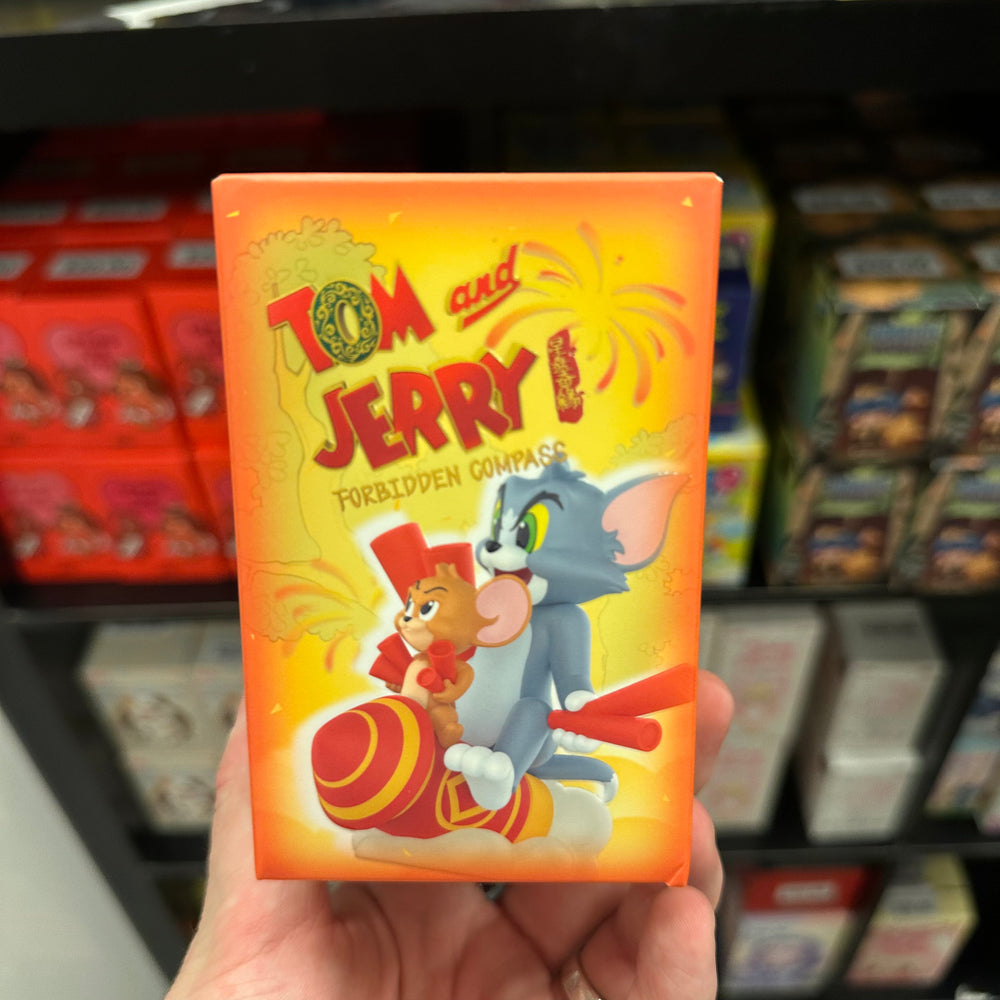 TOM and
JERRY
FORBIDDEN COMPASS